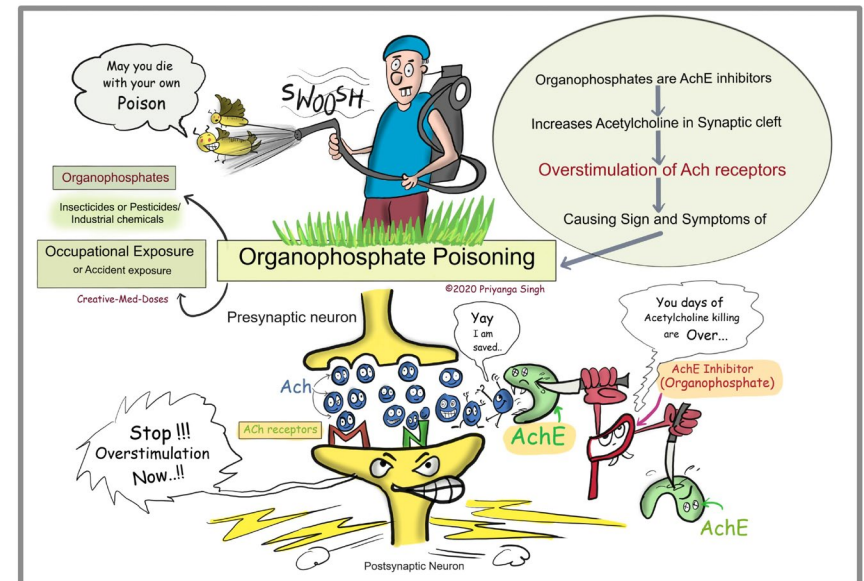 May you die
with your own
Poison
SWOOSH
Organophosphates are AchE inhibitors
Increases Acetylcholine in Synaptic cleft
Overstimulation of Ach receptors
Causing Sign and Symptoms of
Organophosphates
Insecticides or Pesticides/
Industrial chemicals
Occupational Exposure
or Accident exposure
Creative-Med-Doses
Organophosphate Poisoning
©2020 Priyanga Singh
Presynaptic neuron
Yay
I am
saved..
You days of
Acetylcholine killing
are Over...
AchE Inhibitor
(Organophosphate)
Ach
ACh receptors
M
N
AchE
Stop !!!
Overstimulation
Now..!!
AchE
Postsynaptic Neuron